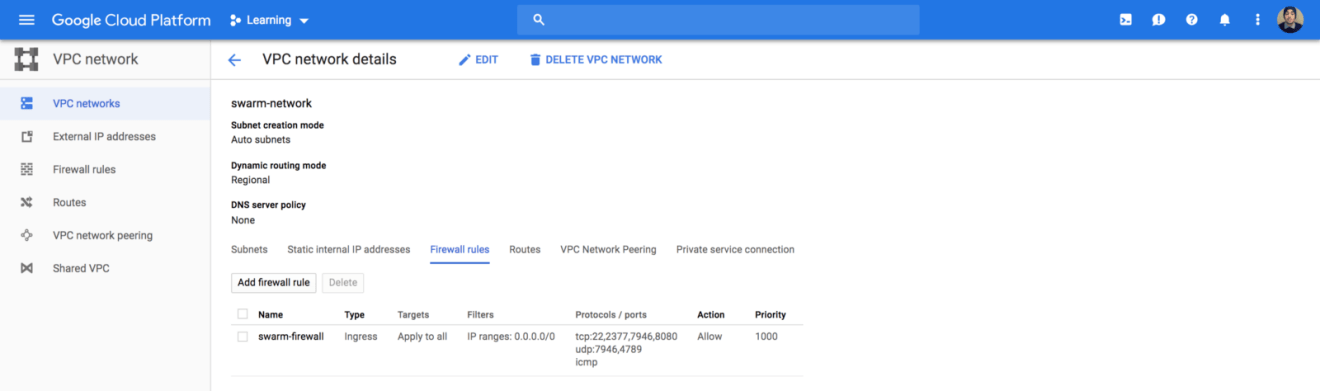 Google Cloud Platform Learning
VPC network
VPC network details EDIT DELETE VPC NETWORK
VPC networks
External IP addresses
Firewall rules
Routes
VPC network peering
Shared VPC
swarm-network
Subnet creation mode
Auto subnets
Dynamic routing mode
Regional
DNS server policy
None
Subnets Static internal IP addresses Firewall rules Routes VPC Network Peering Private service connection
Add firewall rule Delete
Name Type Targets Filters Protocols / ports Action Priority
swarm-firewall Ingress Apply to all IP ranges: 0.0.0.0/0 tcp:22,2377,7946,8080 Allow 1000
udp:7946,4789
icmp